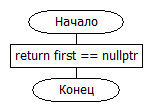 Начало
return first == nullptr
Конец